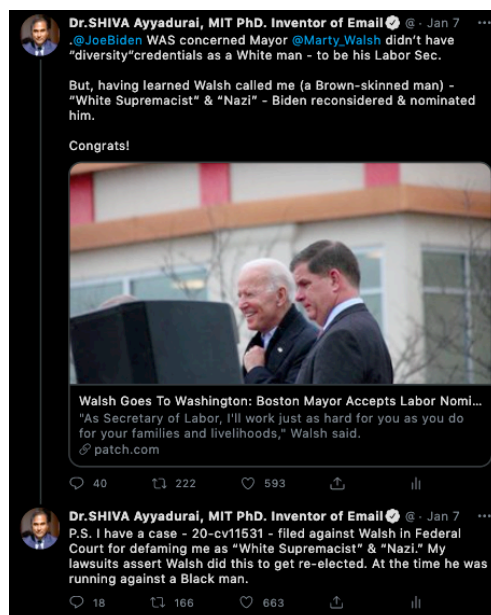 Dr.SHIVA Ayyadurai, MIT PhD. Inventor of Email @ · Jan 7 ···
.@JoeBiden WAS concerned Mayor @Marty_Walsh didn't have
"diversity"credentials as a White man - to be his Labor Sec.
But, having learned Walsh called me (a Brown-skinned man) -
"White Supremacist" & "Nazi" - Biden reconsidered & nominated
him.
Congrats!
Walsh Goes To Washington: Boston Mayor Accepts Labor Nomi...
"As Secretary of Labor, I'll work just as hard for you as you do
for your families and livelihoods," Walsh said.
patch.com
40 222 593
Dr.SHIVA Ayyadurai, MIT PhD. Inventor of Email @ · Jan 7 ···
P.S. I have a case - 20-cv11531 - filed against Walsh in Federal
Court for defaming me as "White Supremacist" & "Nazi." My
lawsuits assert Walsh did this to get re-elected. At the time he was
running against a Black man.
18 166 663